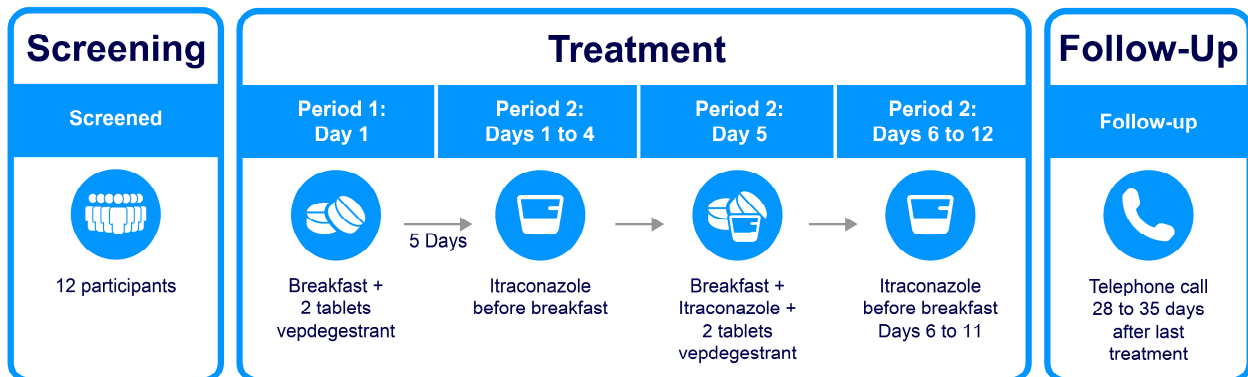 Screening
Treatment
Follow-Up
Screened
Period 1:
Day 1
Period 2:
Days 1 to 4
Period 2:
Day 5
Period 2:
Days 6 to 12
Follow-up
5 Days
12 participants
Breakfast +
2 tablets
vepdegestrant
Itraconazole
before breakfast
Breakfast +
Itraconazole +
2 tablets
vepdegestrant
Itraconazole
before breakfast
Days 6 to 11
Telephone call
28 to 35 days
after last
treatment